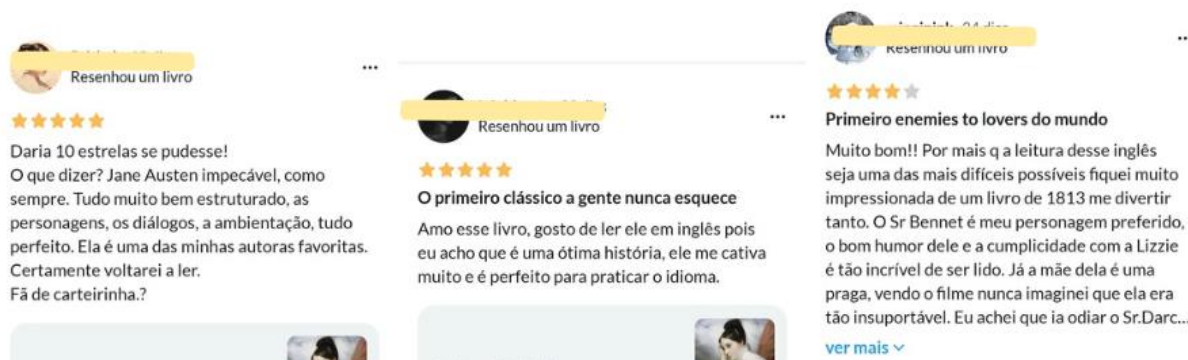 Resenhou um livro
Daria 10 estrelas se pudesse!
O que dizer? Jane Austen impecável, como
sempre. Tudo muito bem estruturado, as
personagens, os diálogos, a ambientação, tudo
perfeito. Ela é uma das minhas autoras favoritas.
Certamente voltarei a ler.
Fã de carteirinha.?
Resenhou um livro
O primeiro clássico a gente nunca esquece
Amo esse livro, gosto de ler ele em inglês pois
eu acho que é uma ótima história, ele me cativa
muito e é perfeito para praticar o idioma.
Resenhou um livro
Primeiro enemies to lovers do mundo
Muito bom!! Por mais q a leitura desse inglês
seja uma das mais difíceis possíveis fiquei muito
impressionada de um livro de 1813 me divertir
tanto. O Sr Bennet é meu personagem preferido,
o bom humor dele e a cumplicidade com a Lizzie
é tão incrível de ser lido. Já a mãe dela é uma
praga, vendo o filme nunca imaginei que ela era
tão insuportável. Eu achei que ia odiar o Sr.Darc...
ver mais